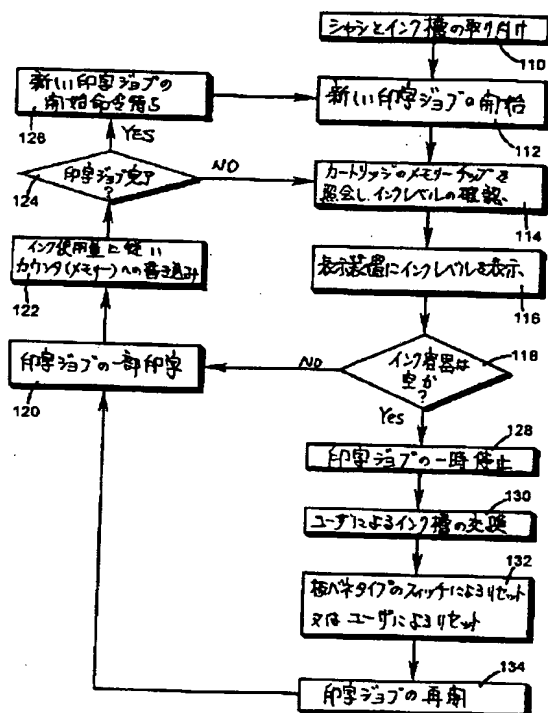 シャシとインク槽の取り付け
110
新しい印字ジョブの
開始命令待ち
126
新しい印字ジョブの開始
112
YES
印字ジョブ完了
?
124
NO
カートリッジのメモリーチップを
照会し、インクレベルの確認、
114
インク使用量に従い
カウンタ(メモリー)への書き込み
122
表示装置にインクレベルを表示、
116
印字ジョブの一部印字
120
NO
インク容器は
空か
?
118
Yes
128
印字ジョブの一時停止
130
ユーザによるインク槽の交換
132
板バネタイプのスイッチによるリセット
又はユーザによるリセット
134
印字ジョブの再開